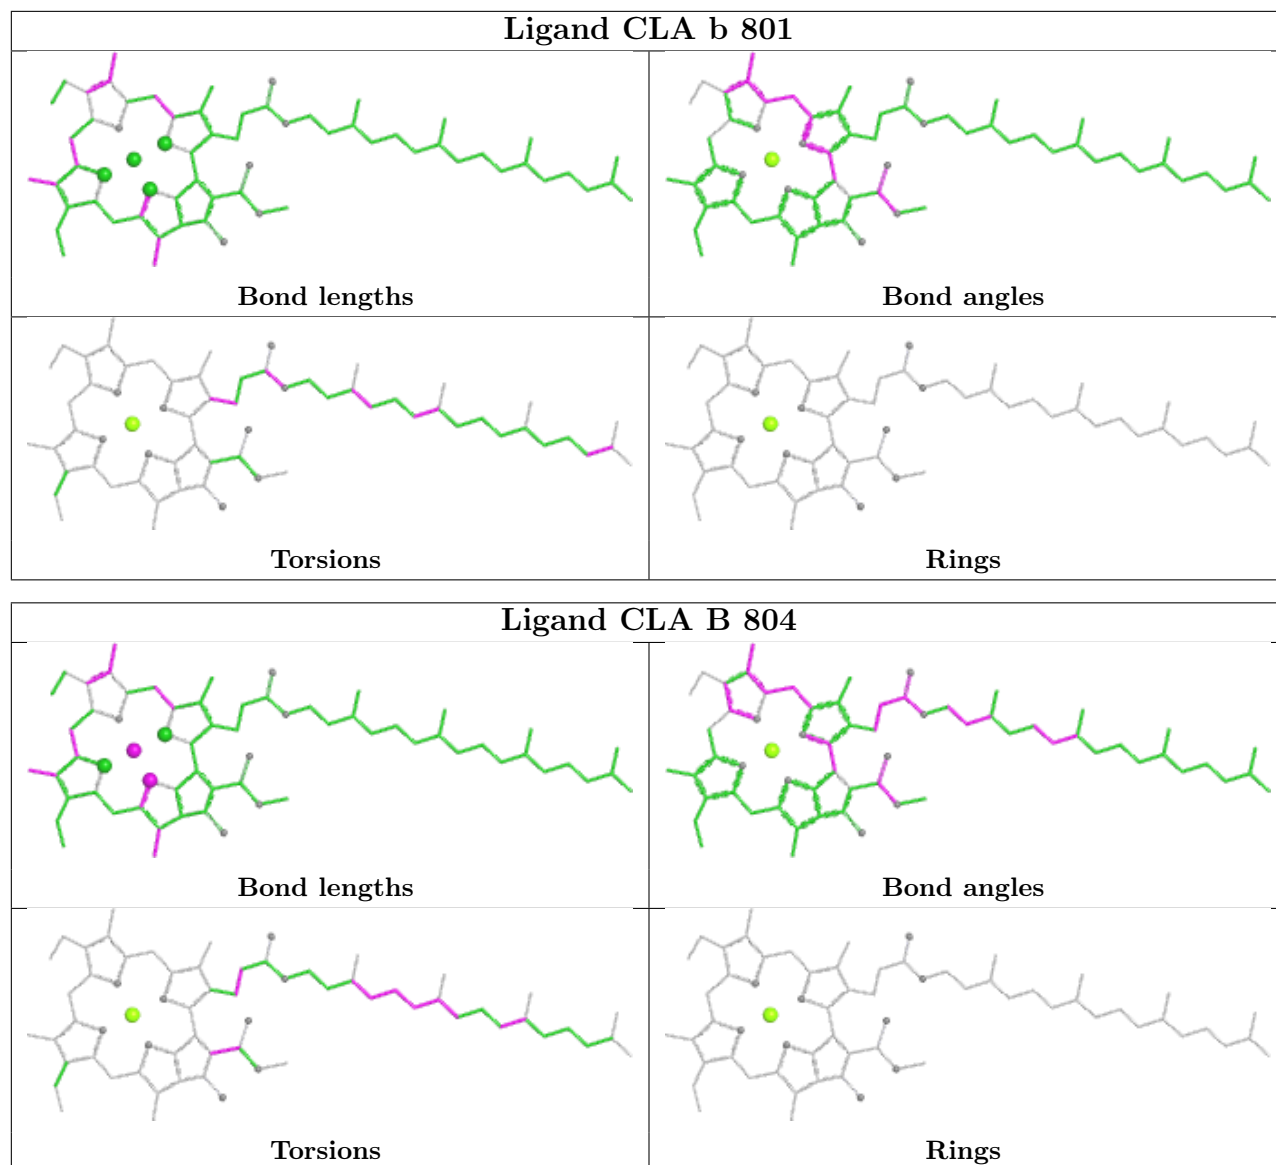 Ligand CLA b 801
Bond lengths
Bond angles
Torsions
Rings
Ligand CLA B 804
Bond lengths
Bond angles
Torsions
Rings